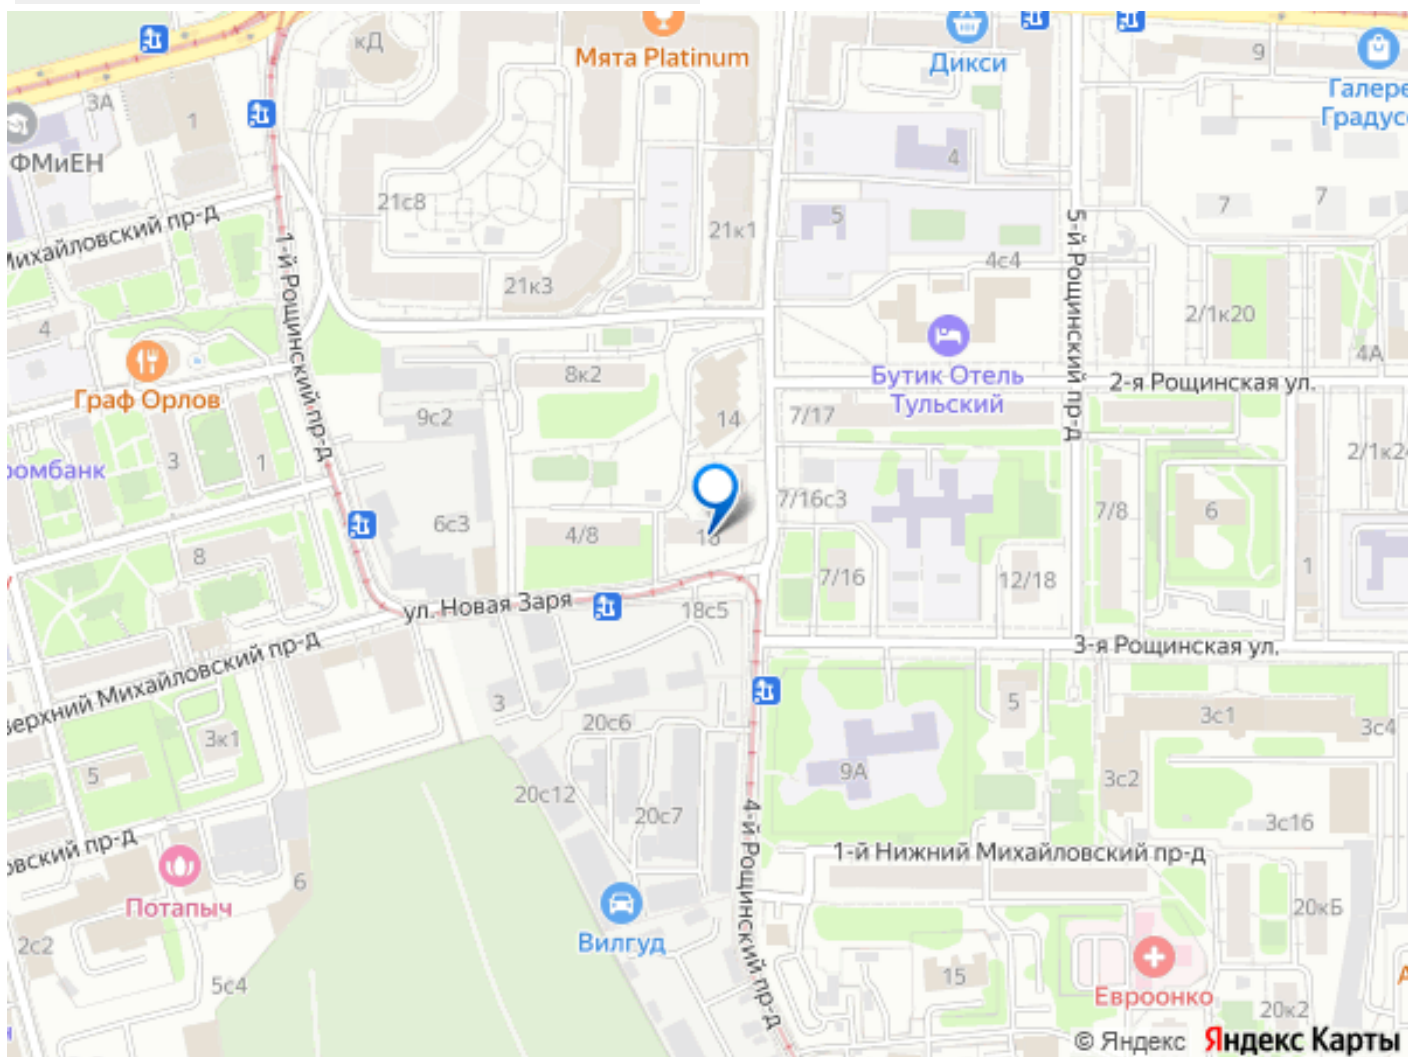 кД
Мята Platinum
Дикси
9
Галере
Градусо
3А
1
ФМиЕН
4
21с8
5
7
7
Михайловский пр-д
1-й Рощинский пр-д
21к1
5-й Рощинский пр-д
4с4
21к3
2/1к20
4
4А
8к2
Бутик Отель
Тульский
2-я Рощинская ул.
Граф Орлов
9с2
14
7/17
2/1к24
3
1
ромбанк
7/16с3
7/8
6
6с3
4/8
8
7/16
12/18
1
ул. Новая Заря
18с5
3-я Рощинская ул.
Верхний Михайловский пр-д
3
5
3с1
3с4
20с6
3к1
5
9А
3с2
20с12
20с7
4-й Рощинский пр-д
3с16
овский пр-д
1-й Нижний Михайловский пр-д
6
Потапыч
20кБ
Вилгуд
2с2
15
5с4
Евроонко
20к2
© Яндекс Яндекс Карты